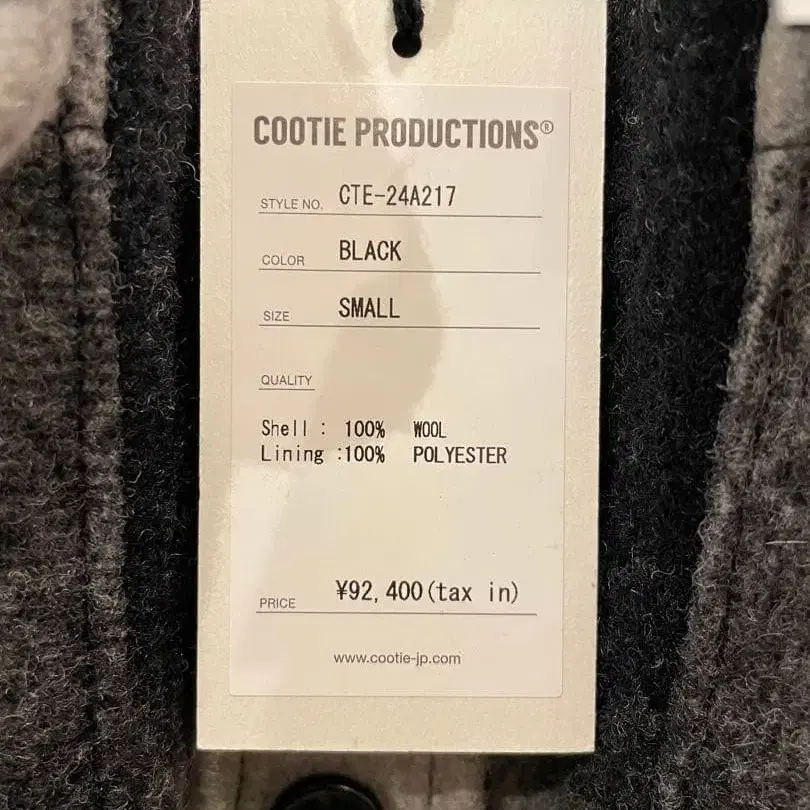 COOTIE PRODUCTIONS®
STYLE NO. CTE-24A217
COLOR BLACK
SIZE SMALL
QUALITY
Shell : 100% WOOL
Lining :100% POLYESTER
PRICE ¥92,400(tax in)
www.cootie-jp.com